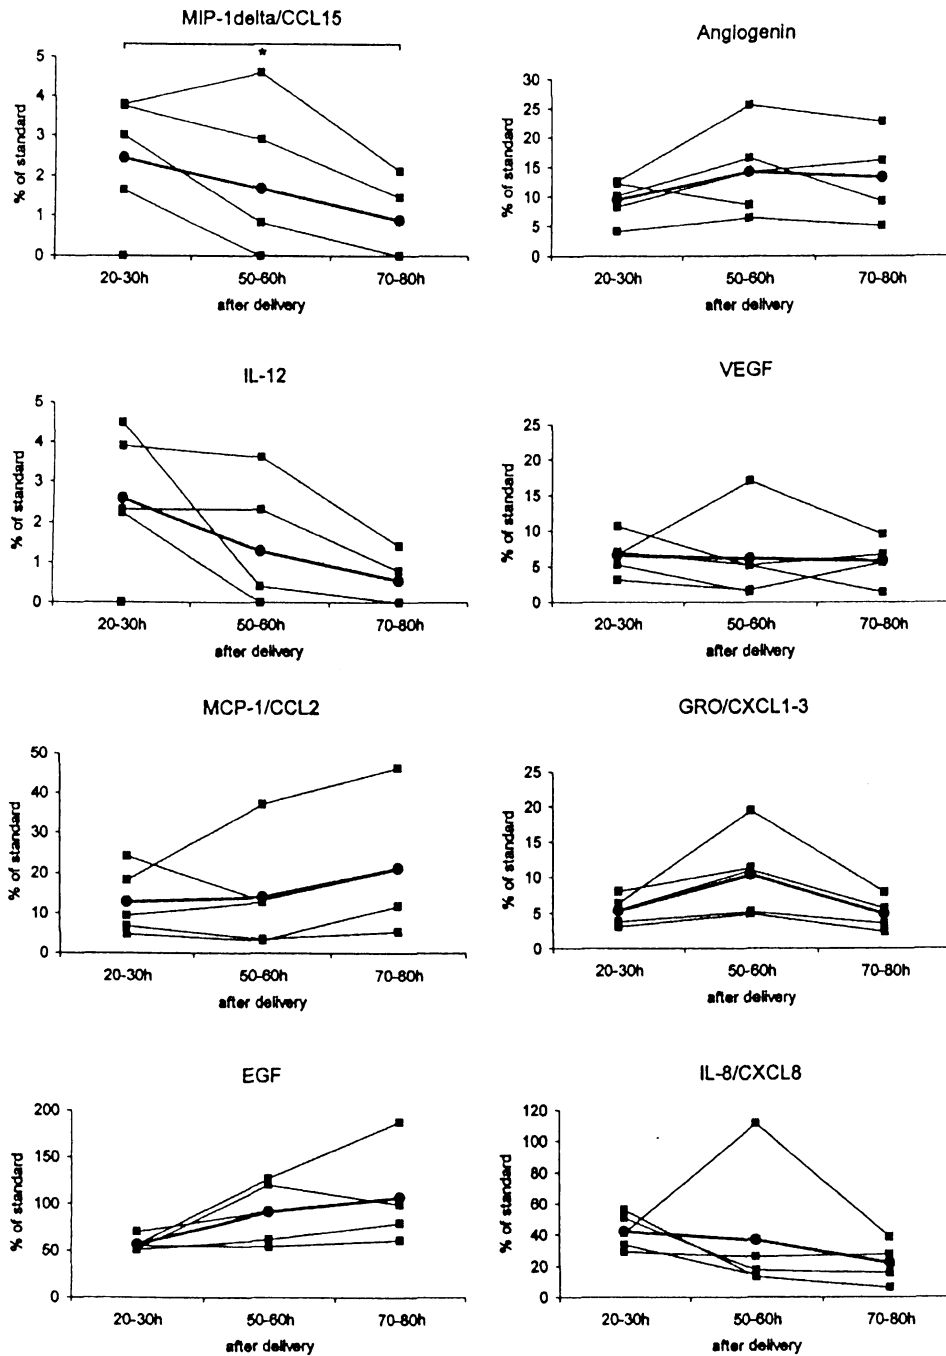 MIP-1delta/CCL15
*
% of standard
5
4
3
2
1
0
20-30h
50-60h
70-80h
after delivery
Angiogenin
% of standard
30
25
20
15
10
5
0
20-30h
50-60h
70-80h
after delivery
IL-12
% of standard
5
4
3
2
1
0
20-30h
50-60h
70-80h
after delivery
VEGF
% of standard
25
20
15
10
5
0
20-30h
50-60h
70-80h
after delivery
MCP-1/CCL2
% of standard
50
40
30
20
10
0
20-30h
50-60h
70-80h
after delivery
GRO/CXCL1-3
% of standard
25
20
15
10
5
0
20-30h
50-60h
70-80h
after delivery
EGF
% of standard
200
150
100
50
0
20-30h
50-60h
70-80h
after delivery
IL-8/CXCL8
% of standard
120
100
80
60
40
20
0
20-30h
50-60h
70-80h
after delivery